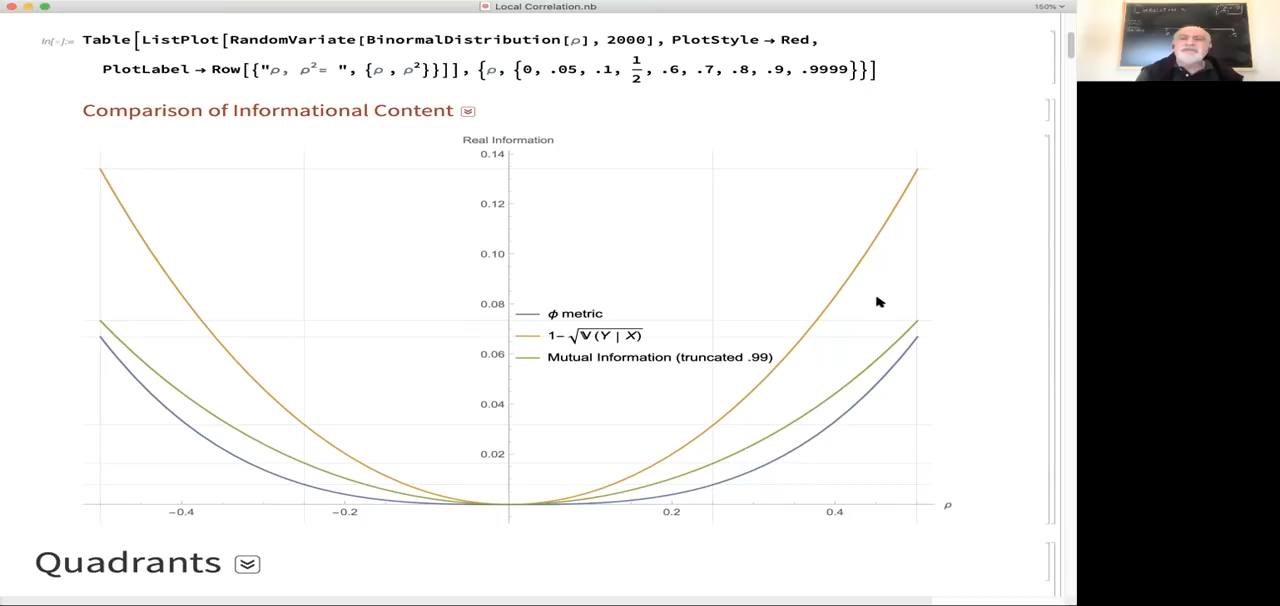 Local Correlation.nb
150%
In[-]:= Table[ListPlot[RandomVariate[BinormalDistribution[ρ], 2000], PlotStyle → Red,
PlotLabel → Row[{"ρ, ρ²= ", {ρ, ρ²}}]], {ρ, {0, .05, .1, 1/2, .6, .7, .8, .9, .9999}}]
Comparison of Informational Content
Real Information
0.14
0.12
0.10
0.08
ϕ metric
1-√𝕍(Y | X)
0.06
Mutual Information (truncated .99)
0.04
0.02
-0.4
-0.2
0.2
0.4
ρ
Quadrants